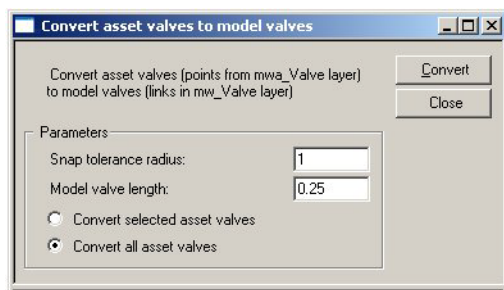 Convert asset valves to model valves
Convert asset valves (points from mwa_Valve layer)
to model valves (links in mw_Valve layer)
Convert
Close
Parameters
Snap tolerance radius: 1
Model valve length: 0.25
Convert selected asset valves
Convert all asset valves